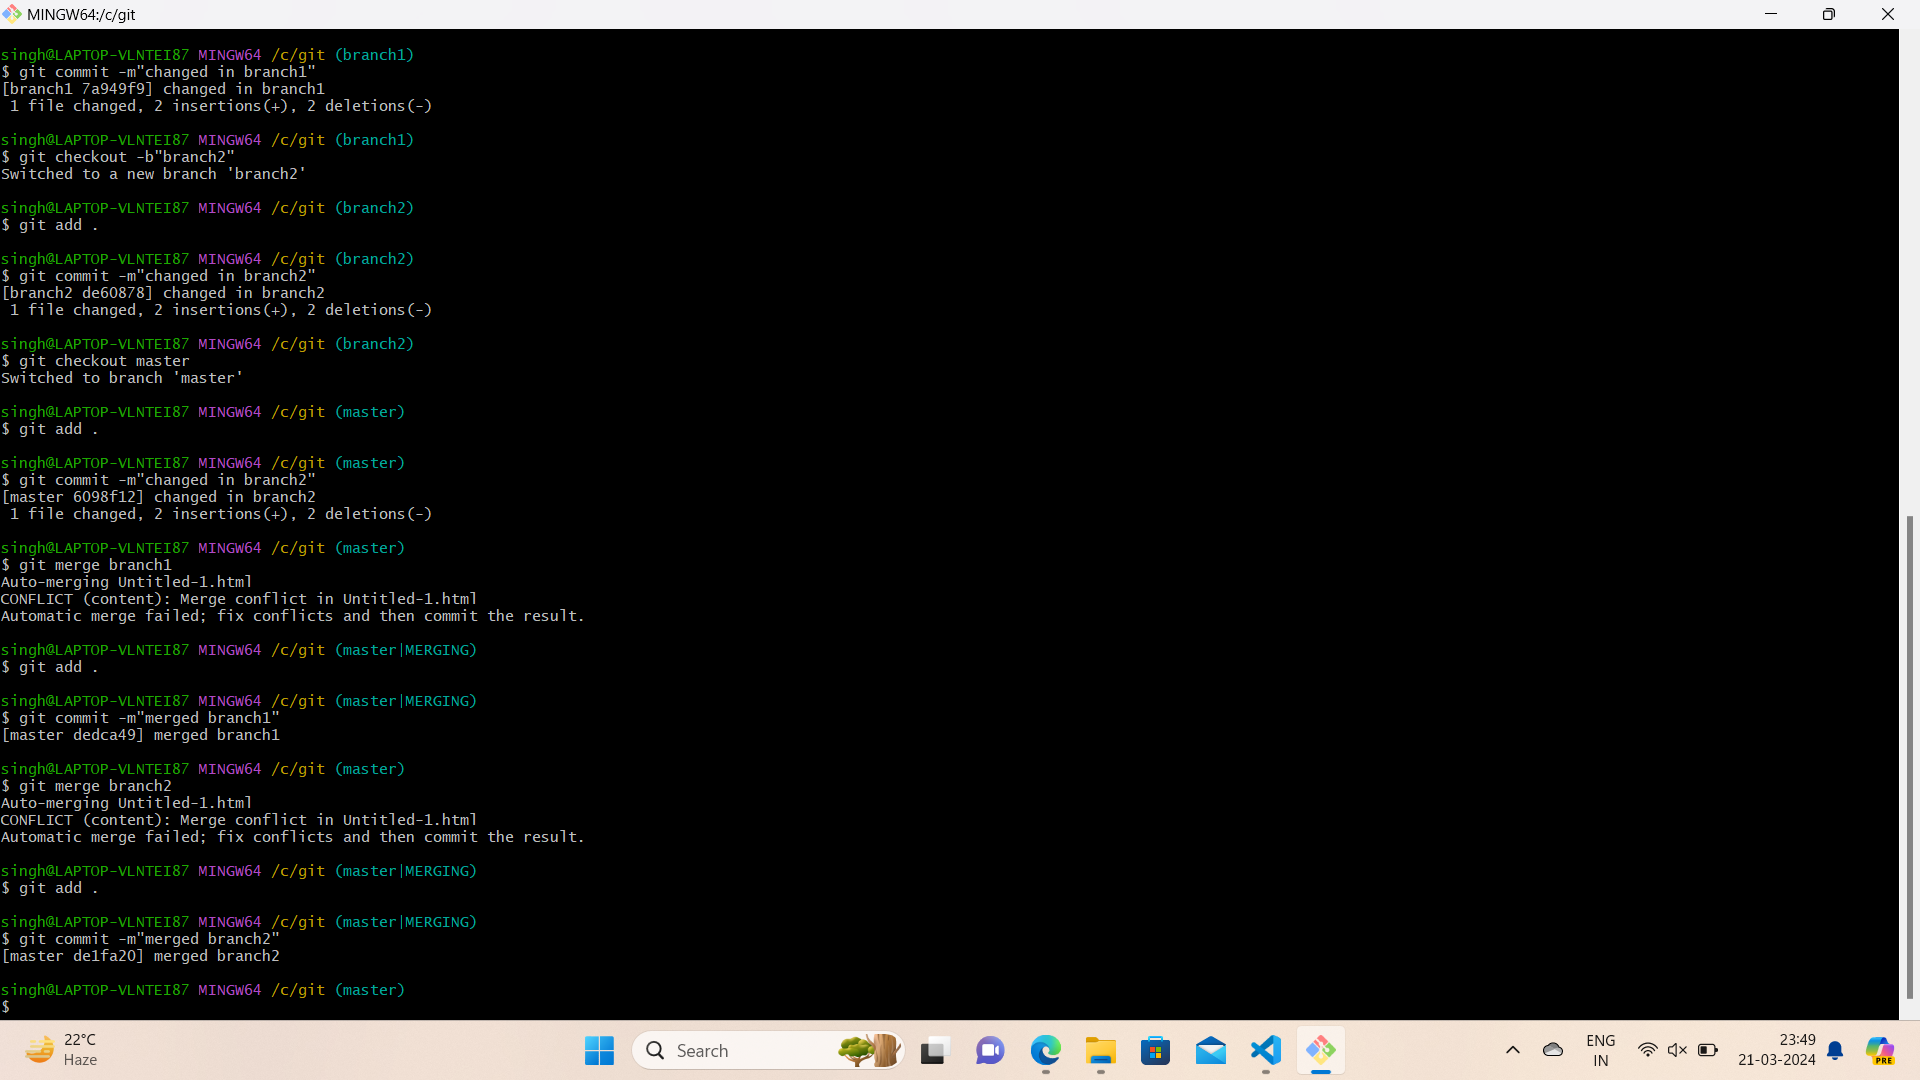 MINGW64:/c/git
singh@LAPTOP-VLNTEI87 MINGW64 /c/git (branch1)
$ git commit -m"changed in branch1"
[branch1 7a949f9] changed in branch1
 1 file changed, 2 insertions(+), 2 deletions(-)
singh@LAPTOP-VLNTEI87 MINGW64 /c/git (branch1)
$ git checkout -b"branch2"
Switched to a new branch 'branch2'
singh@LAPTOP-VLNTEI87 MINGW64 /c/git (branch2)
$ git add .
singh@LAPTOP-VLNTEI87 MINGW64 /c/git (branch2)
$ git commit -m"changed in branch2"
[branch2 de60878] changed in branch2
 1 file changed, 2 insertions(+), 2 deletions(-)
singh@LAPTOP-VLNTEI87 MINGW64 /c/git (branch2)
$ git checkout master
Switched to branch 'master'
singh@LAPTOP-VLNTEI87 MINGW64 /c/git (master)
$ git add .
singh@LAPTOP-VLNTEI87 MINGW64 /c/git (master)
$ git commit -m"changed in branch2"
[master 6098f12] changed in branch2
 1 file changed, 2 insertions(+), 2 deletions(-)
singh@LAPTOP-VLNTEI87 MINGW64 /c/git (master)
$ git merge branch1
Auto-merging Untitled-1.html
CONFLICT (content): Merge conflict in Untitled-1.html
Automatic merge failed; fix conflicts and then commit the result.
singh@LAPTOP-VLNTEI87 MINGW64 /c/git (master|MERGING)
$ git add .
singh@LAPTOP-VLNTEI87 MINGW64 /c/git (master|MERGING)
$ git commit -m"merged branch1"
[master dedca49] merged branch1
singh@LAPTOP-VLNTEI87 MINGW64 /c/git (master)
$ git merge branch2
Auto-merging Untitled-1.html
CONFLICT (content): Merge conflict in Untitled-1.html
Automatic merge failed; fix conflicts and then commit the result.
singh@LAPTOP-VLNTEI87 MINGW64 /c/git (master|MERGING)
$ git add .
singh@LAPTOP-VLNTEI87 MINGW64 /c/git (master|MERGING)
$ git commit -m"merged branch2"
[master de1fa20] merged branch2
singh@LAPTOP-VLNTEI87 MINGW64 /c/git (master)
$
22°C
Haze
Search
ENG
IN
23:49
21-03-2024
PRE